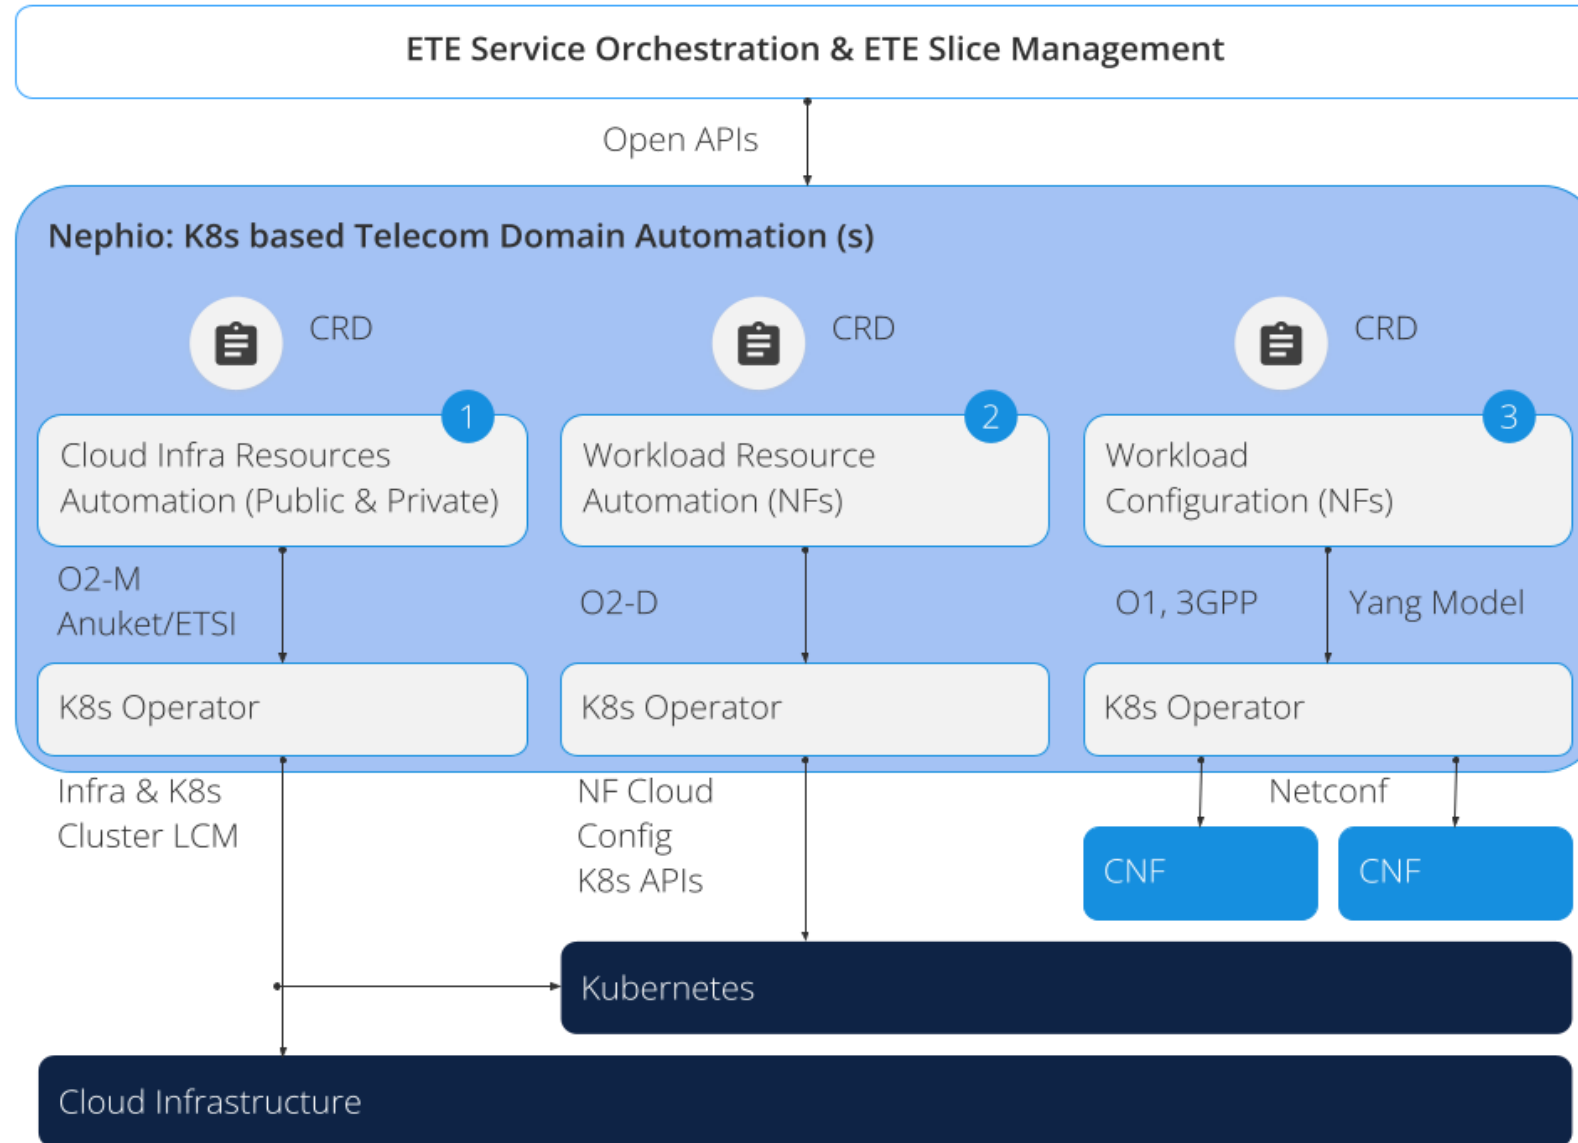 ETE Service Orchestration & ETE Slice Management
Open APIs
Nephio: K8s based Telecom Domain Automation (s)
CRD
CRD
CRD
1
2
3
Cloud Infra Resources
Automation (Public & Private)
Workload Resource
Automation (NFs)
Workload
Configuration (NFs)
O2-M
Anuket/ETSI
O2-D
O1, 3GPP
Yang Model
K8s Operator
K8s Operator
K8s Operator
Infra & K8s
Cluster LCM
NF Cloud
Config
K8s APIs
Netconf
CNF
CNF
Kubernetes
Cloud Infrastructure